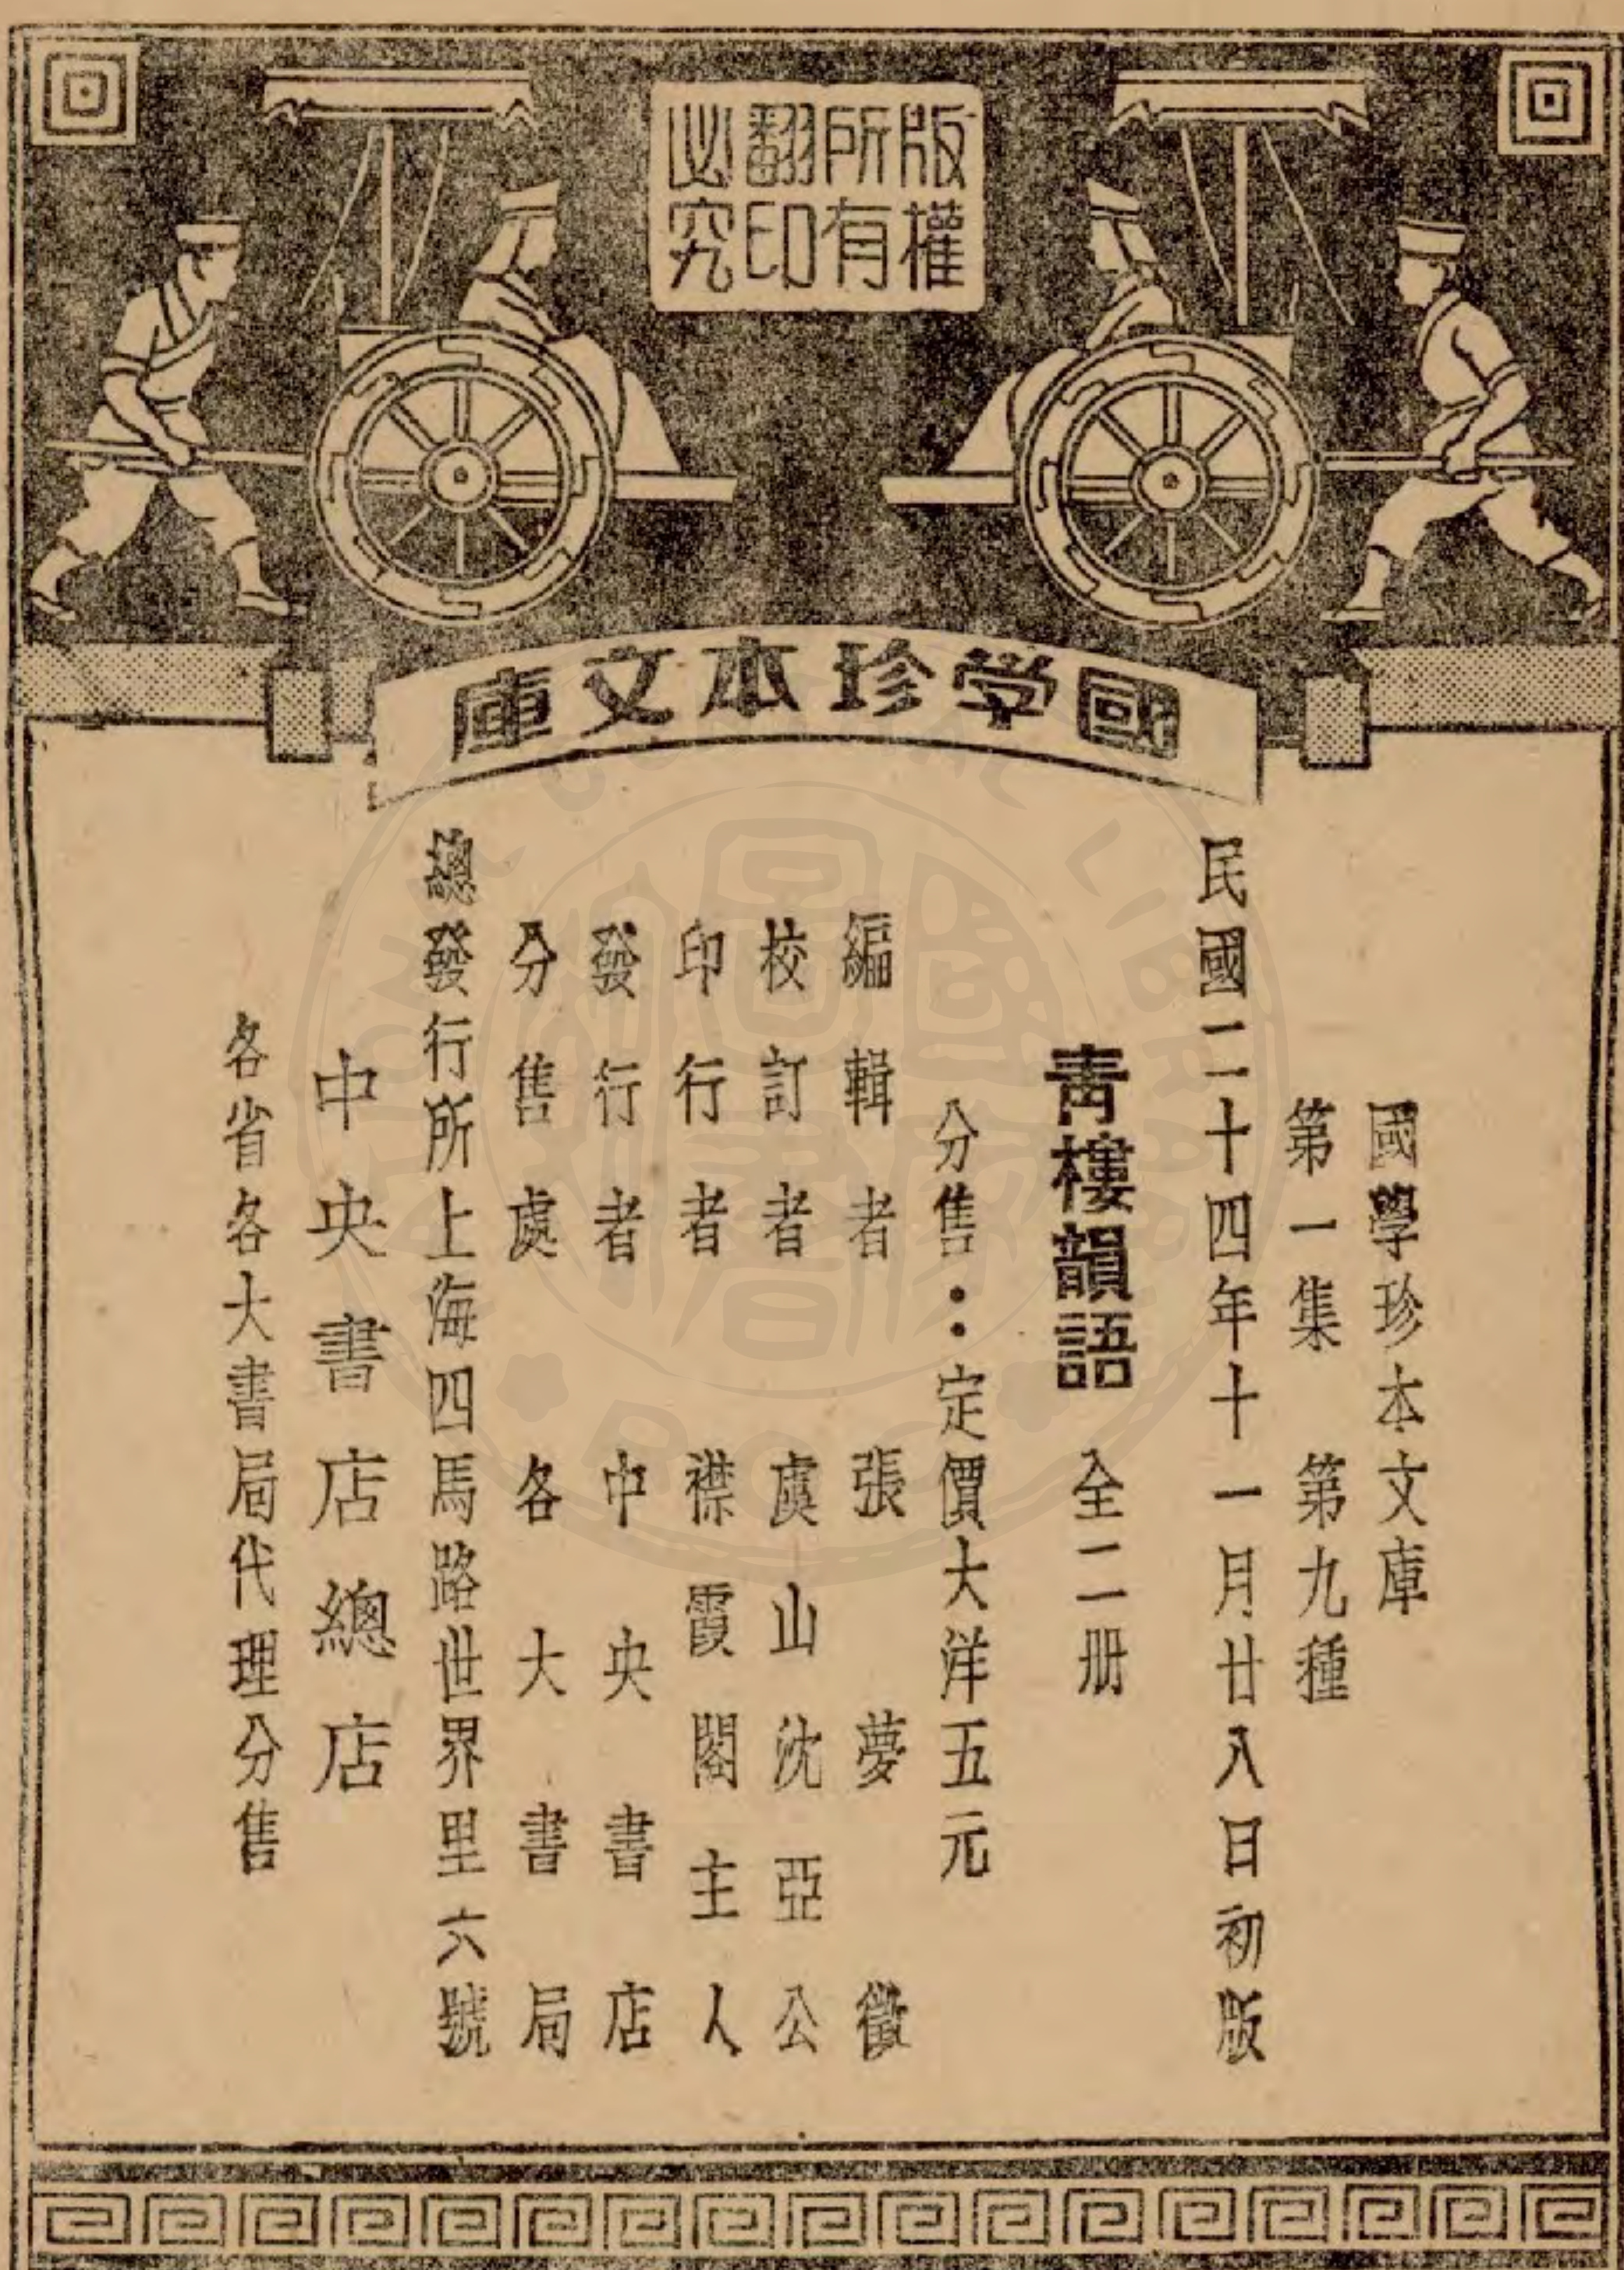 版權
所有
翻印
必究
國学珍本文庫
國學珍本文庫
第一集 第九種
民國二十四年十一月廿八日初版
青樓韻語 全二册
分售：定價大洋五元
編輯者 張夢徵
校訂者 虞山沈亞公
印行者 襟霞閣主人
發行者 中央書店
分售處 各大書局
總發行所上海四馬路世界里六號
中央書店總店
各省各大書局代理分售